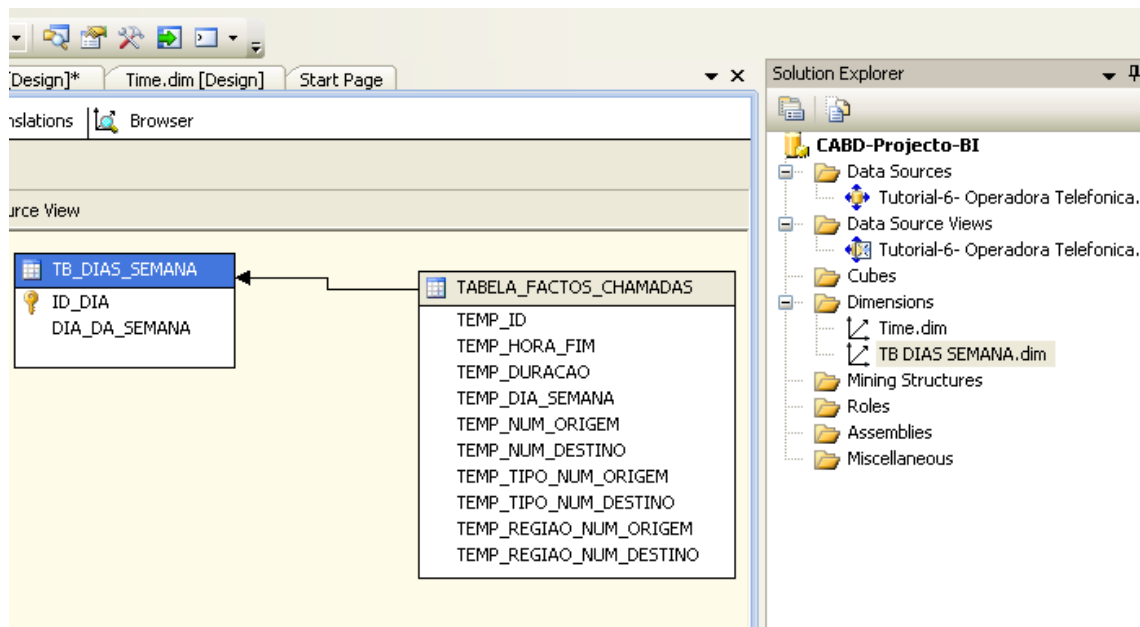 [Design]*
Time.dim [Design]
Start Page
nslations
Browser
urce View
TB_DIAS_SEMANA
ID_DIA
DIA_DA_SEMANA
TABELA_FACTOS_CHAMADAS
TEMP_ID
TEMP_HORA_FIM
TEMP_DURACAO
TEMP_DIA_SEMANA
TEMP_NUM_ORIGEM
TEMP_NUM_DESTINO
TEMP_TIPO_NUM_ORIGEM
TEMP_TIPO_NUM_DESTINO
TEMP_REGIAO_NUM_ORIGEM
TEMP_REGIAO_NUM_DESTINO
Solution Explorer
CABD-Projecto-BI
Data Sources
Tutorial-6- Operadora Telefonica.
Data Source Views
Tutorial-6- Operadora Telefonica.
Cubes
Dimensions
Time.dim
TB DIAS SEMANA.dim
Mining Structures
Roles
Assemblies
Miscellaneous